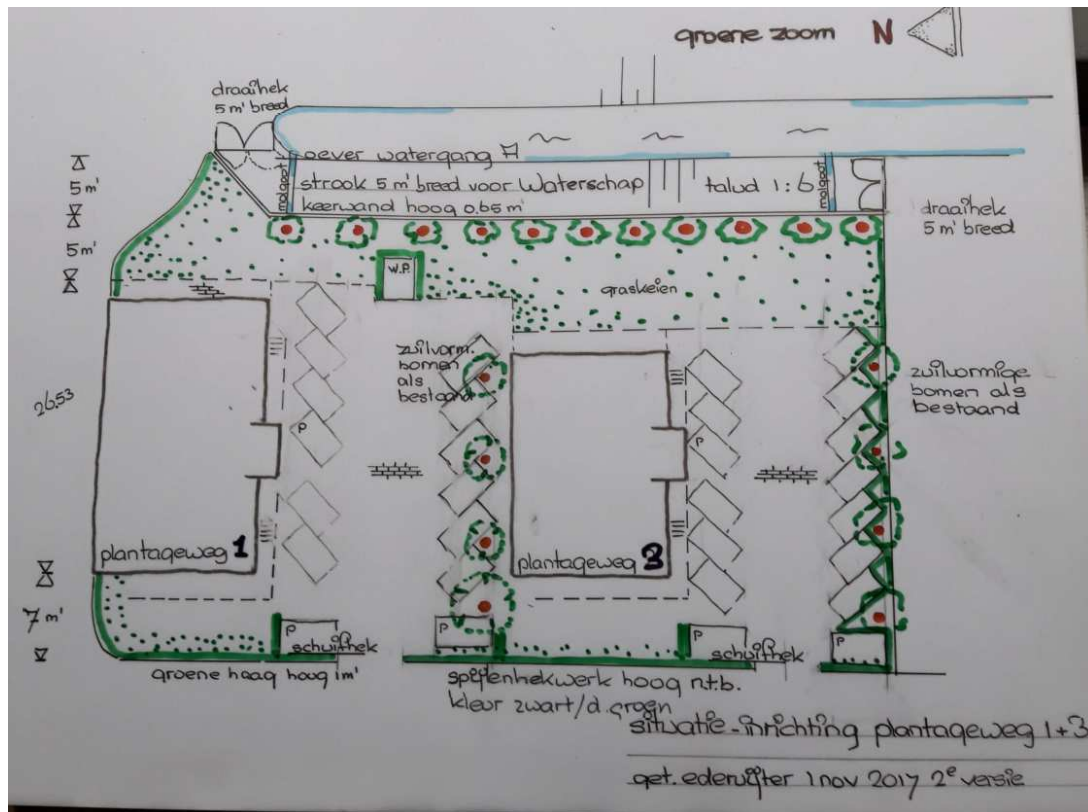 groene zoom N
draaihek
5 m' breed
oever watergang
molgoot
strook 5 m' breed voor Waterschap
talud 1:6
molgoot
keerwand hoog 0.65 m'
draaihek
5 m' breed
5 m'
5 m'
w.P.
graskeien
zuilvorm.
bomen
als
bestaand
zuilvormige
bomen als
bestaand
26.53
P
P
plantageweg 1
plantageweg 3
7 m'
P
schuifhek
P
P
schuifhek
P
groene haag hoog 1m'
spijlenhekwerk hoog n.t.b.
kleur zwart/d.groen
situatie-inrichting plantageweg 1+3
get. ederuijter 1 nov 2017 2e versie